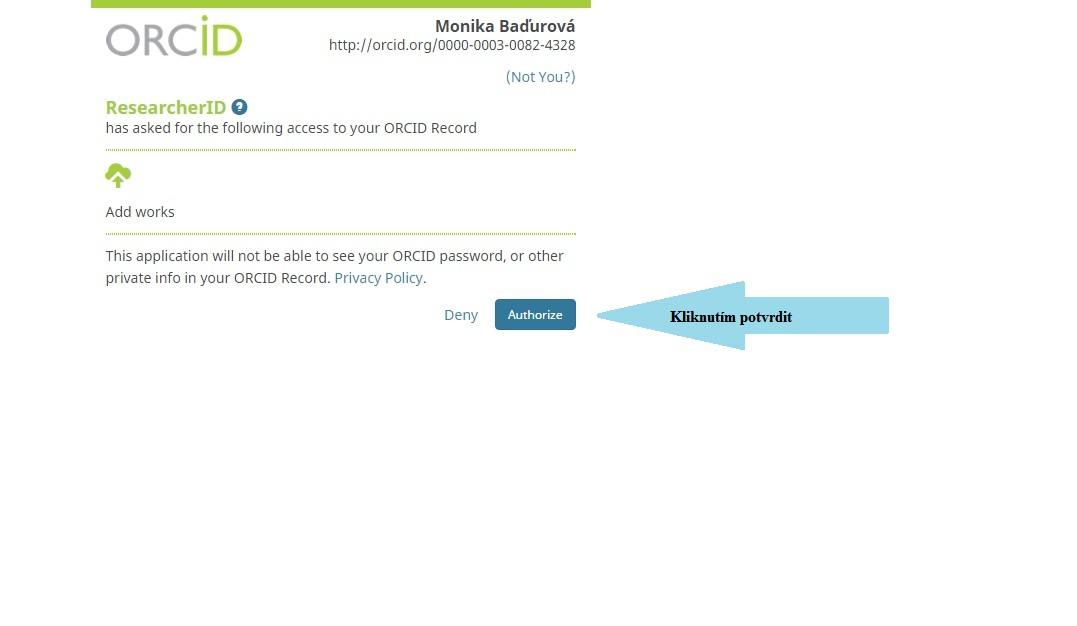 ORCiD
Monika Baďurová
http://orcid.org/0000-0003-0082-4328
(Not You?)
ResearcherID ?
has asked for the following access to your ORCID Record
Add works
This application will not be able to see your ORCID password, or other
private info in your ORCID Record. Privacy Policy.
Deny Authorize
Kliknutím potvrdit